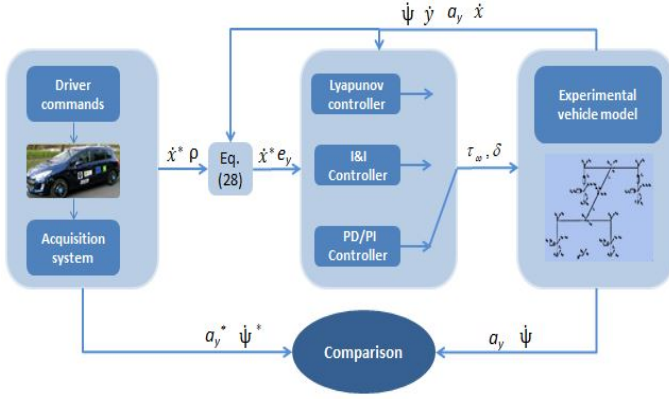 ψ̇ ẏ a_y ẋ
Driver
commands
Acquisition
system
ẋ* ρ
Eq.
(28)
ẋ* e_y
Lyapunov
controller
I&I
Controller
PD/PI
Controller
τ_ω, δ
Experimental
vehicle model
a_y* ψ̇*
Comparison
a_y ψ̇